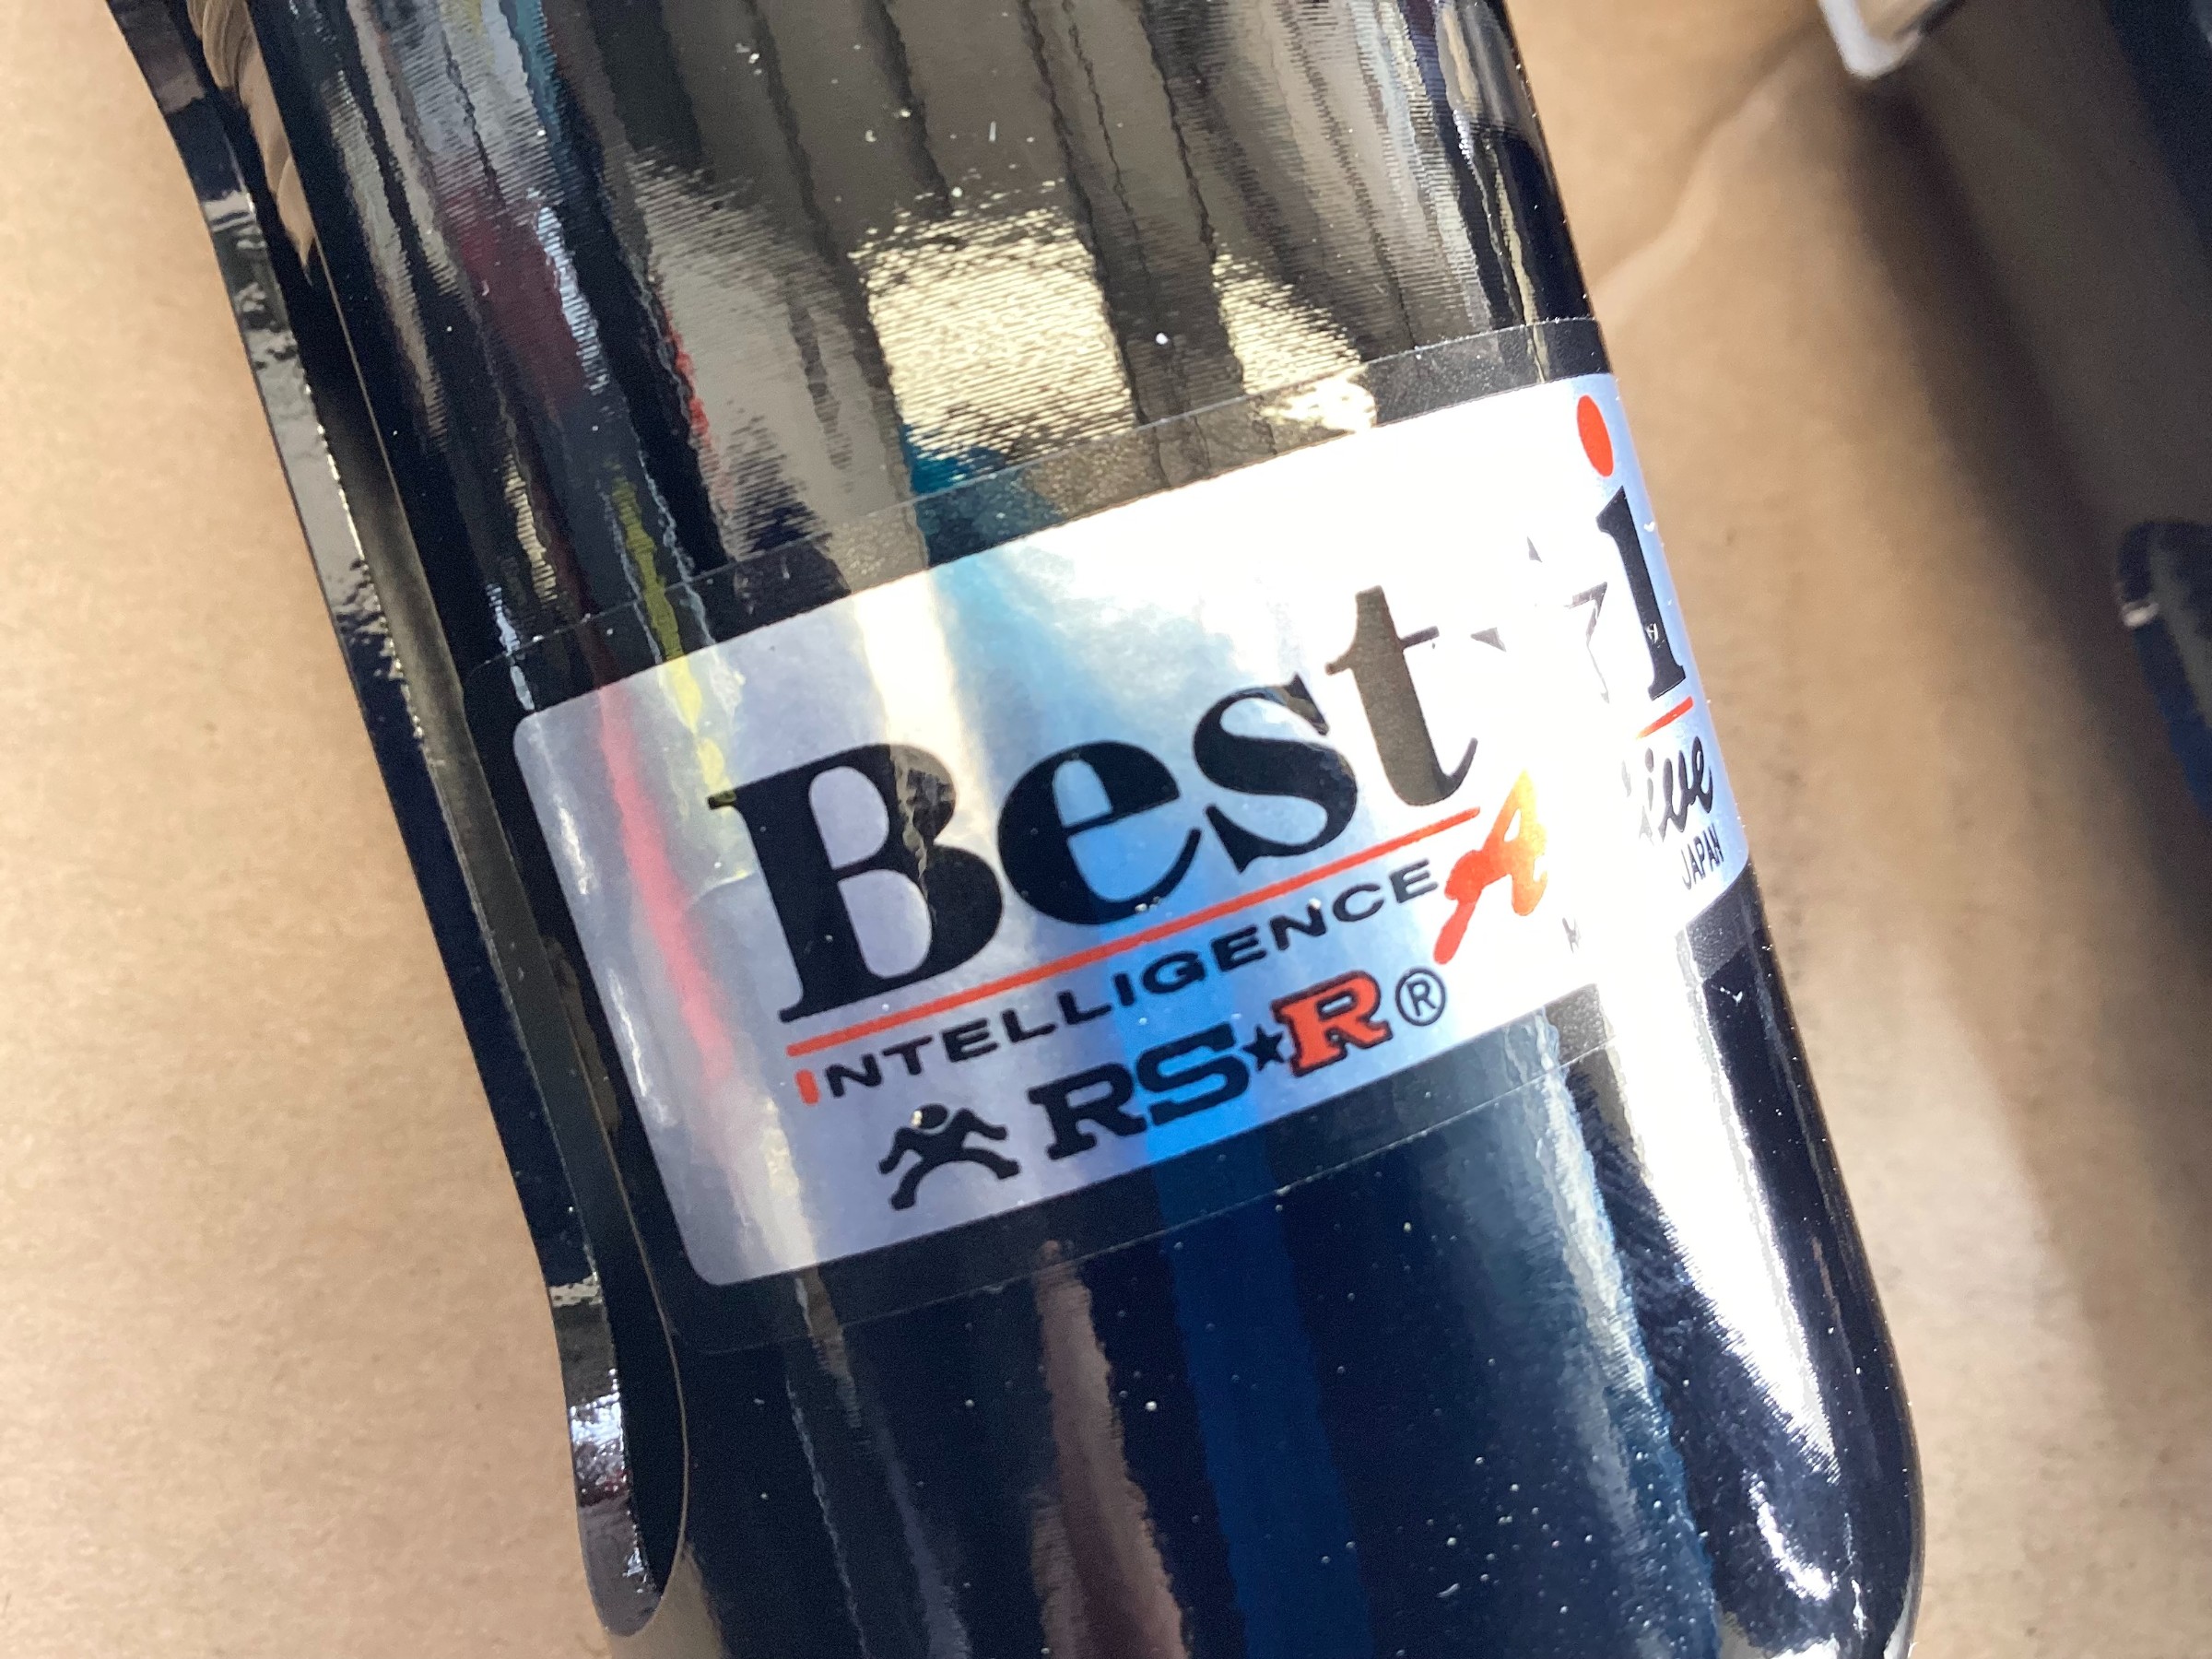 Best☆i
INTELLIGENCE
RS★R®
JAPAN